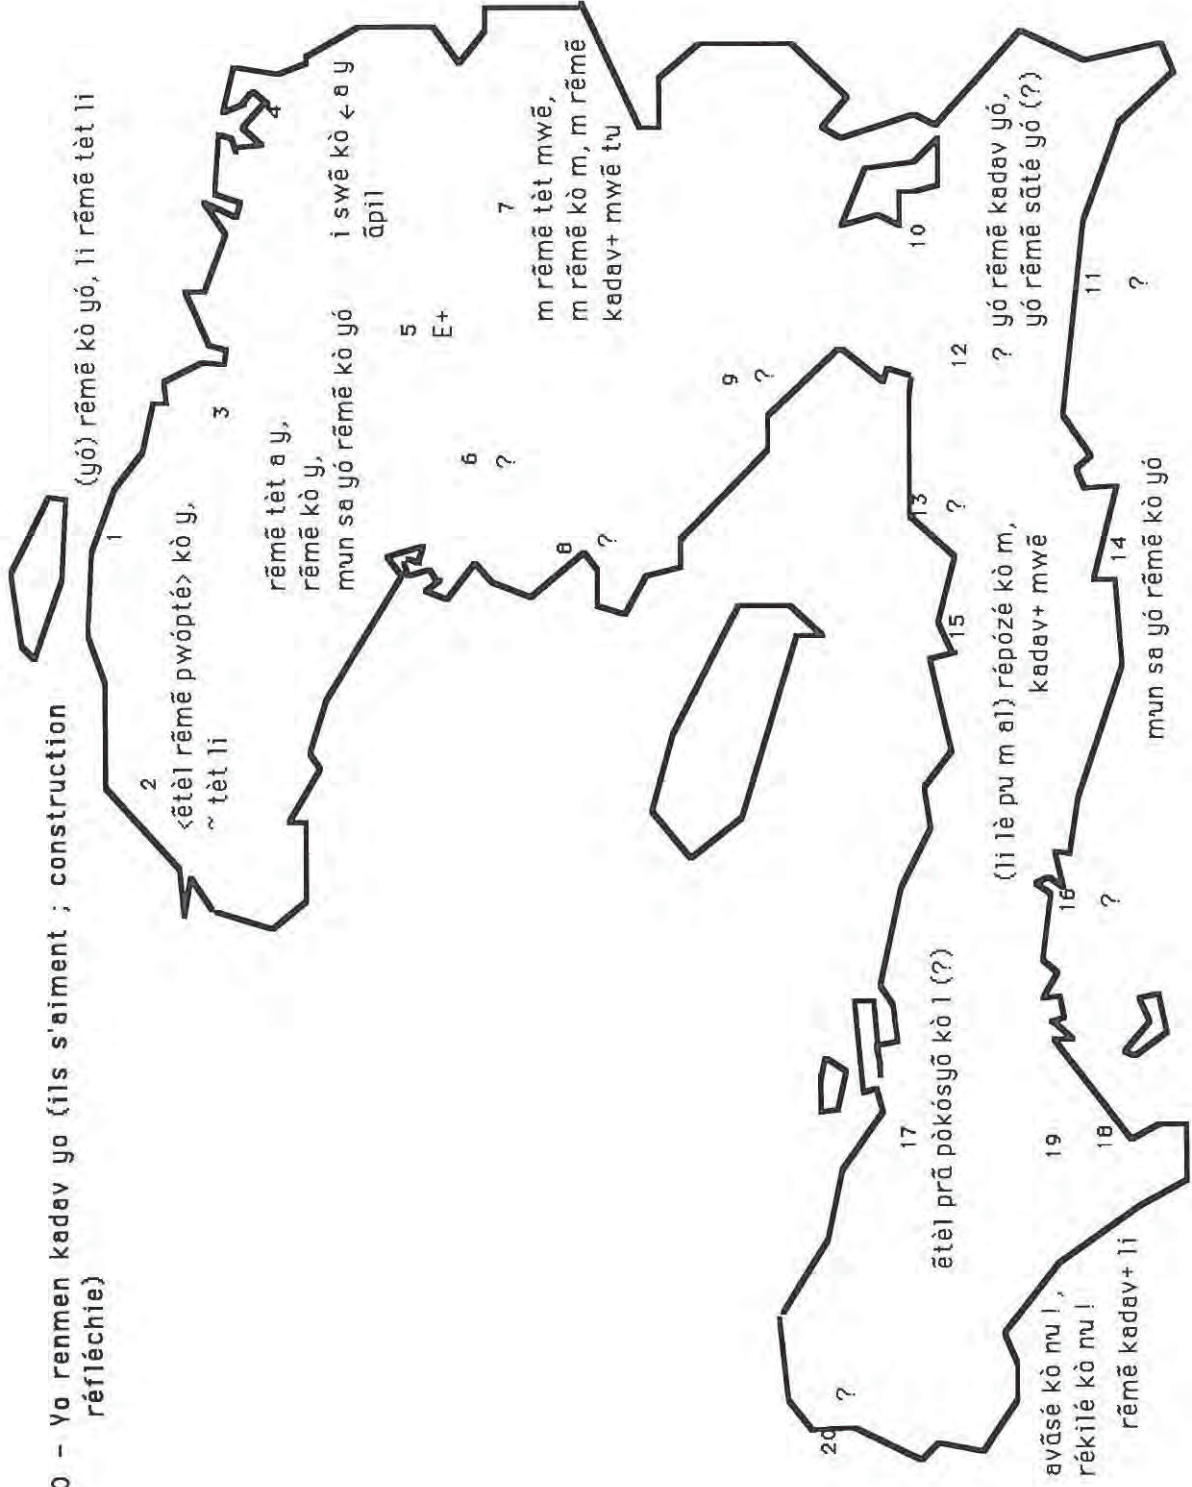 0 - Yo renmen kadav yo (ils s'aiment ; construction
réfléchie)
(yó) rẽmẽ kò yó, li rẽmẽ tèt li
1
2
<ẽtèl rẽmẽ pwópté> kò y,
~ tèt li
3
rẽmẽ tèt a y,
rẽmẽ kò y,
mun sa yó rẽmẽ kò yó
4
i swẽ kò <- a y
ãpil
5
E+
6
?
7
m rẽmẽ tèt mwẽ,
m rẽmẽ kò m, m rẽmẽ
kadav+ mwẽ tu
8
?
9
?
10
11
?
12
? yó rẽmẽ kadav yó,
yó rẽmẽ sãté yó (?)
13
?
14
mun sa yó rẽmẽ kò yó
15
(li lè pu m al) répózé kò m,
kadav+ mwẽ
16
?
17
ẽtèl prã pòkósyõ kò l (?)
18
rẽmẽ kadav+ li
19
avãsé kò nu !,
rékilé kò nu !
20
?